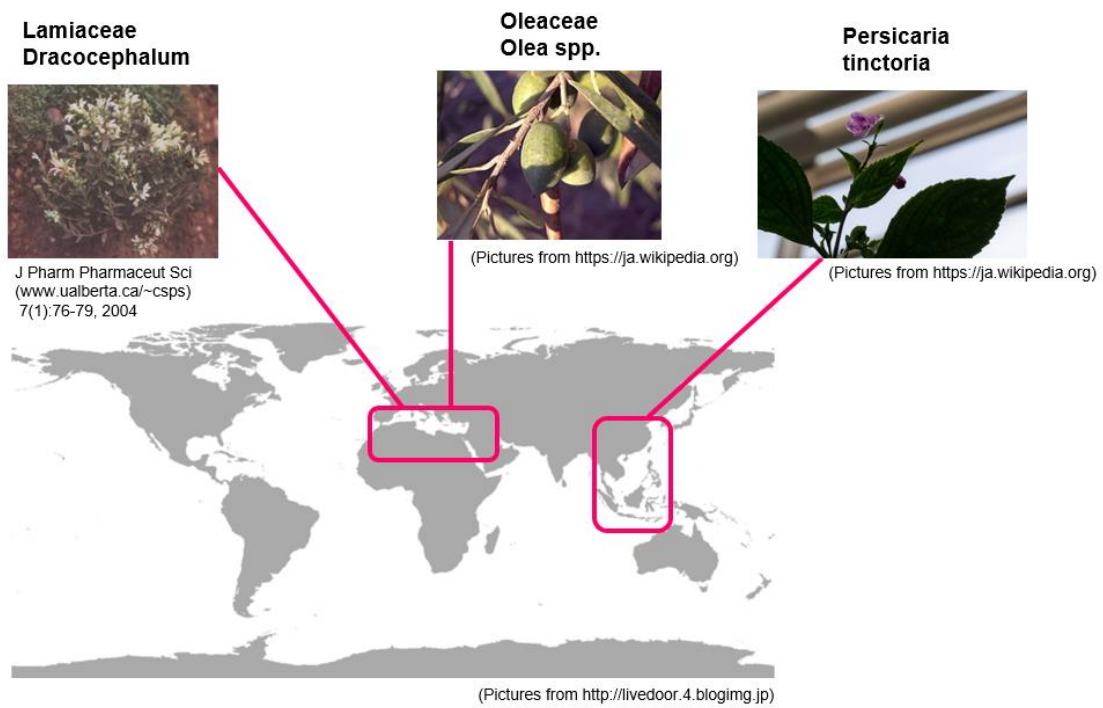 Lamiaceae
Dracocephalum
Oleaceae
Olea spp.
Persicaria
tinctoria
J Pharm Pharmaceut Sci
(www.ualberta.ca/~csps)
7(1):76-79, 2004
(Pictures from https://ja.wikipedia.org)
(Pictures from https://ja.wikipedia.org)
(Pictures from http://livedoor.4.blogimg.jp)